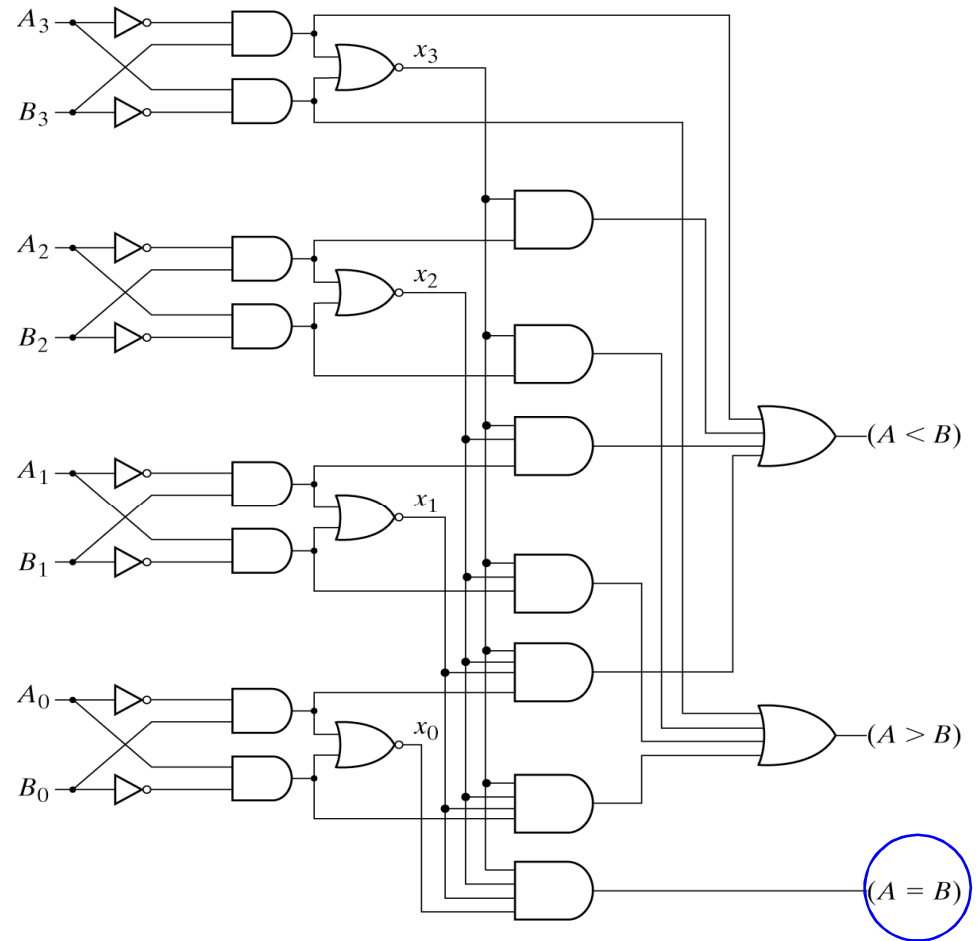 A3
x3
B3
A2
x2
B2
(A < B)
A1
x1
B1
A0
x0
(A > B)
B0
(A = B)